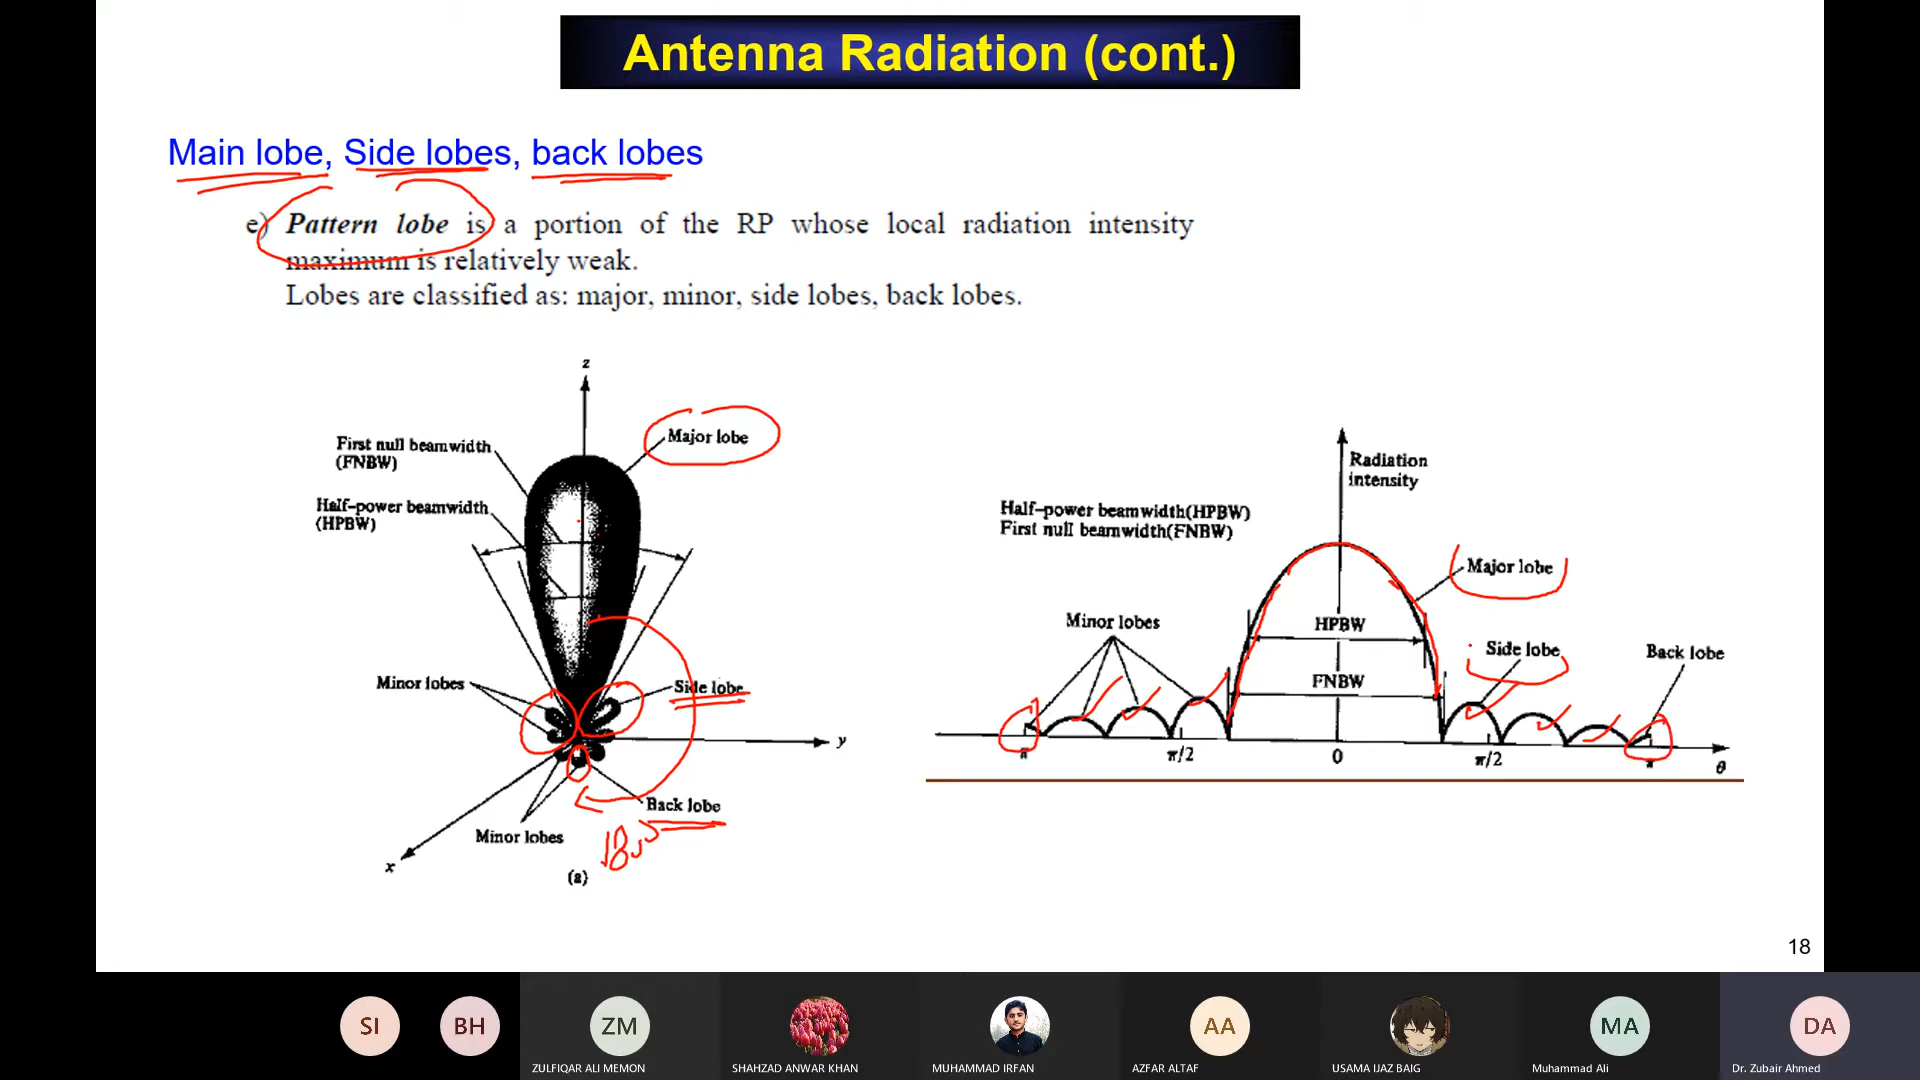 Antenna Radiation (cont.)
Main lobe, Side lobes, back lobes
e) Pattern lobe is a portion of the RP whose local radiation intensity
maximum is relatively weak.
Lobes are classified as: major, minor, side lobes, back lobes.
z
Major lobe
First null beamwidth
(FNBW)
Half-power beamwidth
(HPBW)
Minor lobes
Side lobe
y
Back lobe
Minor lobes
x
(a)
Radiation
intensity
Half-power beamwidth(HPBW)
First null beamwidth(FNBW)
Major lobe
Minor lobes
HPBW
Side lobe
Back lobe
FNBW
π
π/2
0
π/2
π
θ
18
SI
BH
ZM
AA
MA
DA
ZULFIQAR ALI MEMON
SHAHZAD ANWAR KHAN
MUHAMMAD IRFAN
AZFAR ALTAF
USAMA IJAZ BAIG
Muhammad Ali
Dr. Zubair Ahmed